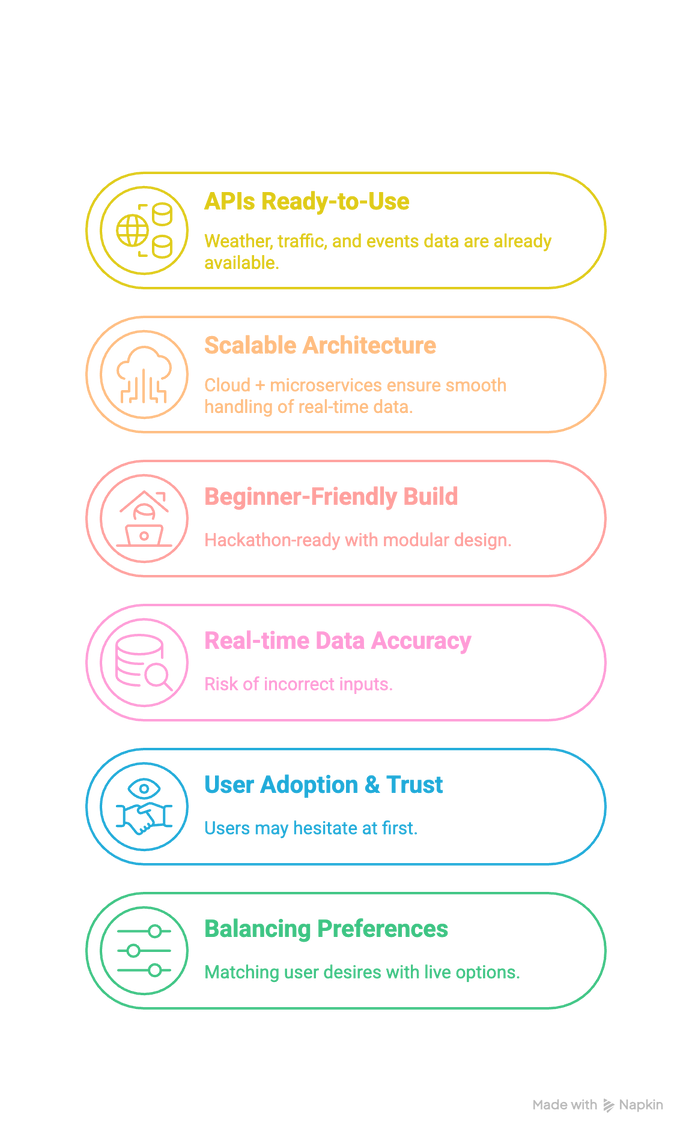 APIs Ready-to-Use
Weather, traffic, and events data are already
available.
Scalable Architecture
Cloud + microservices ensure smooth
handling of real-time data.
Beginner-Friendly Build
Hackathon-ready with modular design.
Real-time Data Accuracy
Risk of incorrect inputs.
User Adoption & Trust
Users may hesitate at first.
Balancing Preferences
Matching user desires with live options.
Made with Napkin